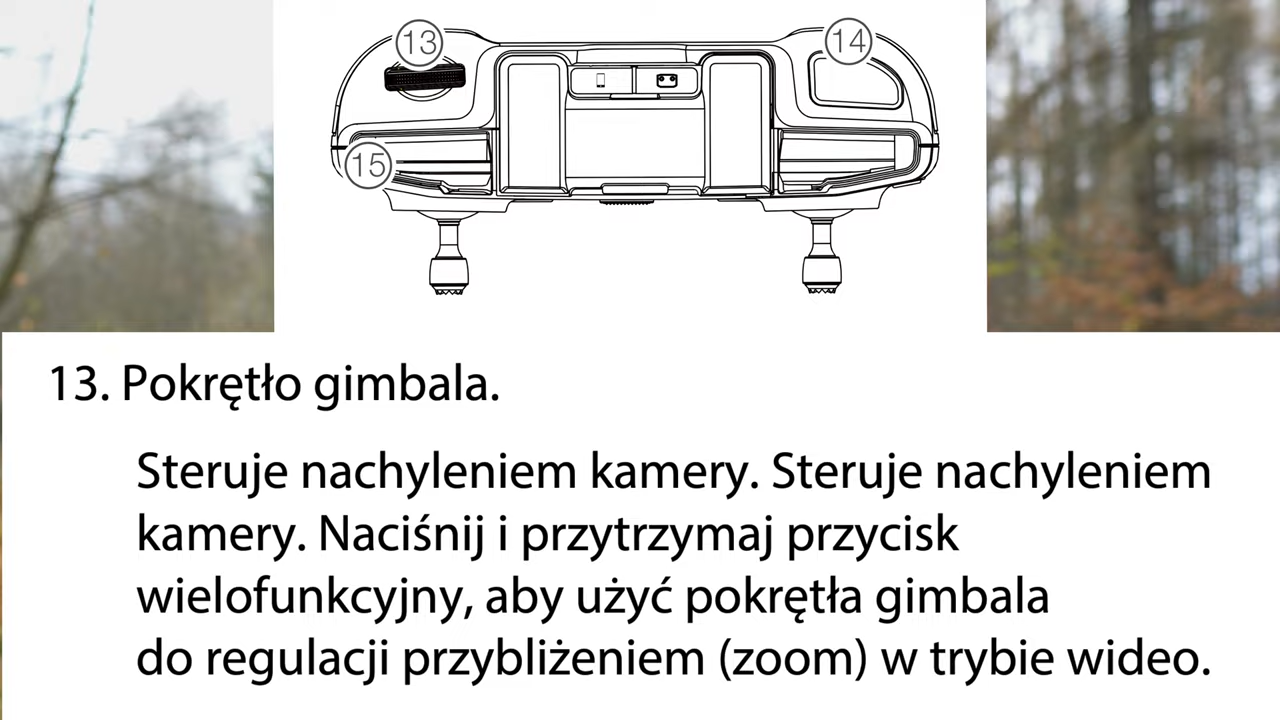 13 14
15
13. Pokrętło gimbala.
Steruje nachyleniem kamery. Steruje nachyleniem
kamery. Naciśnij i przytrzymaj przycisk
wielofunkcyjny, aby użyć pokrętła gimbala
do regulacji przybliżeniem (zoom) w trybie wideo.